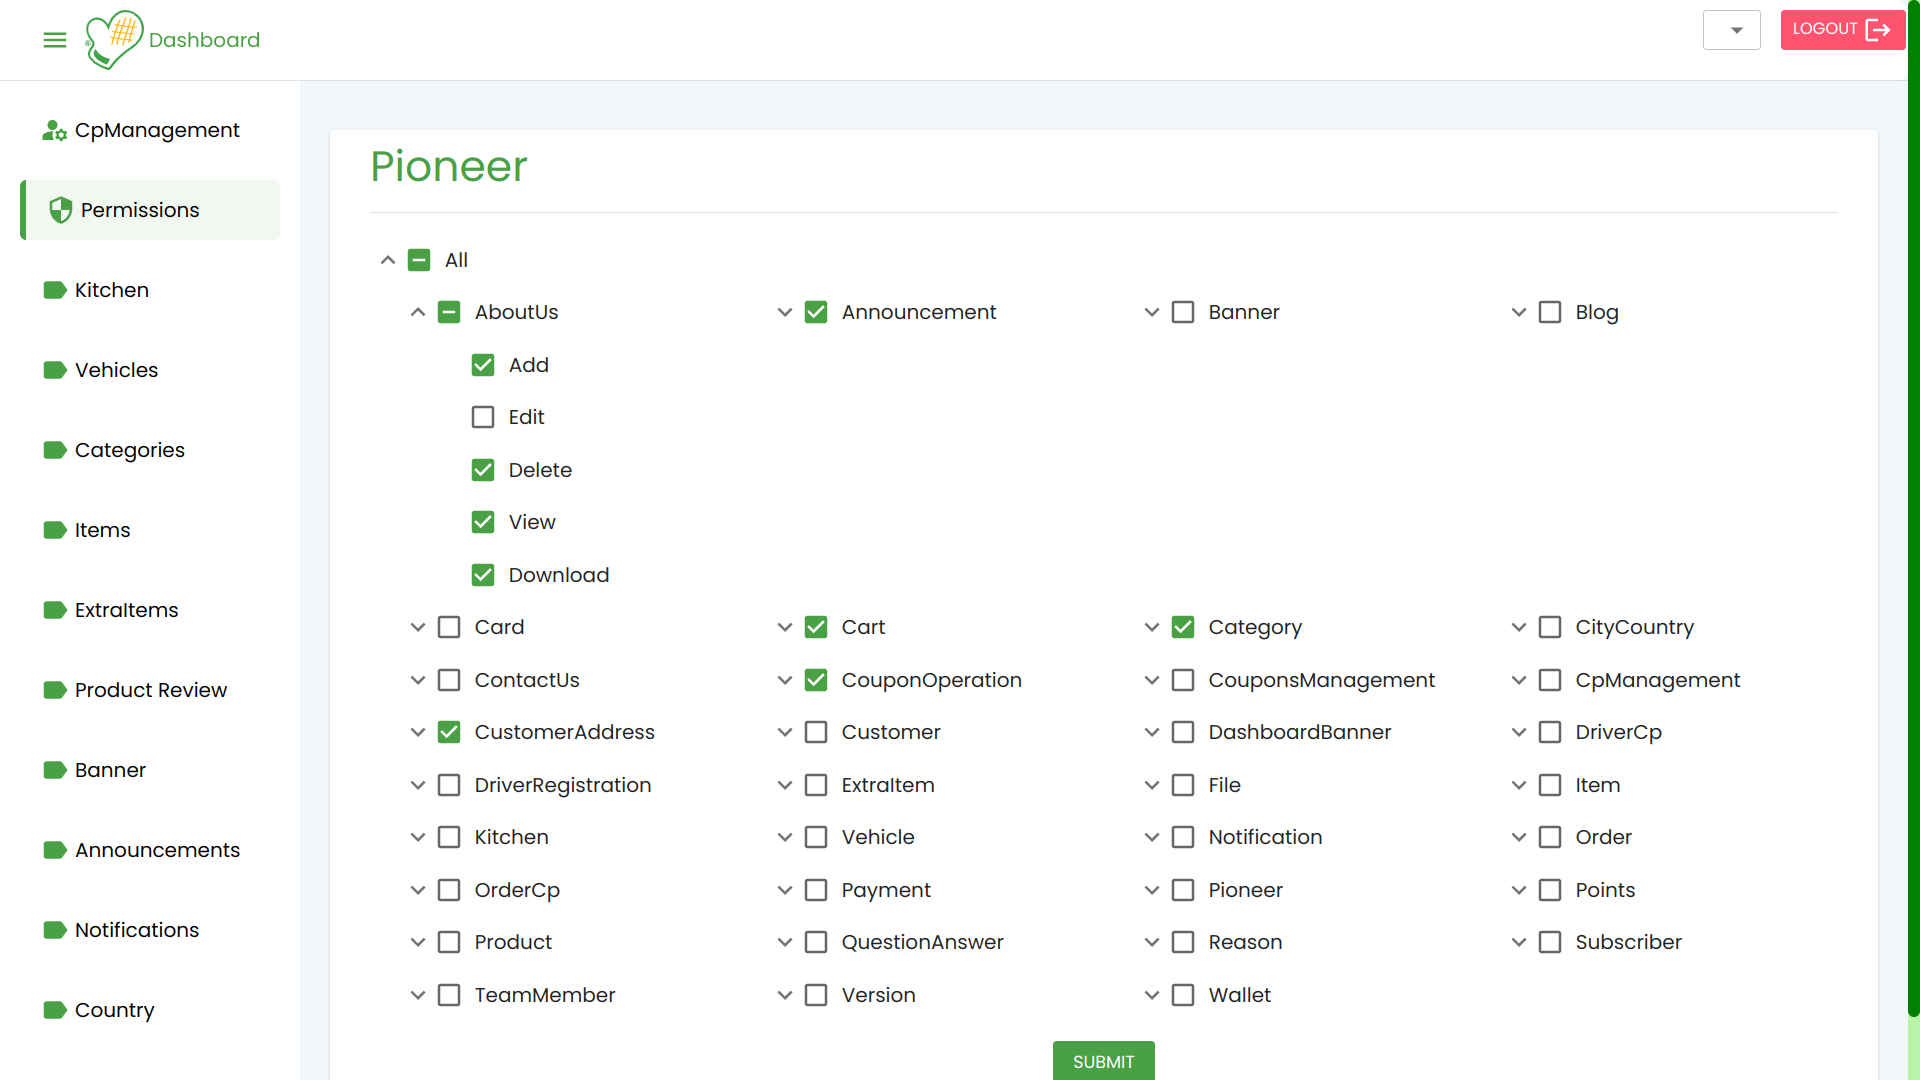 Dashboard
LOGOUT
CpManagement
Permissions
Kitchen
Vehicles
Categories
Items
ExtraItems
Product Review
Banner
Announcements
Notifications
Country
Pioneer
All
AboutUs Announcement Banner Blog
Add
Edit
Delete
View
Download
Card Cart Category CityCountry
ContactUs CouponOperation CouponsManagement CpManagement
CustomerAddress Customer DashboardBanner DriverCp
DriverRegistration ExtraItem File Item
Kitchen Vehicle Notification Order
OrderCp Payment Pioneer Points
Product QuestionAnswer Reason Subscriber
TeamMember Version Wallet
SUBMIT